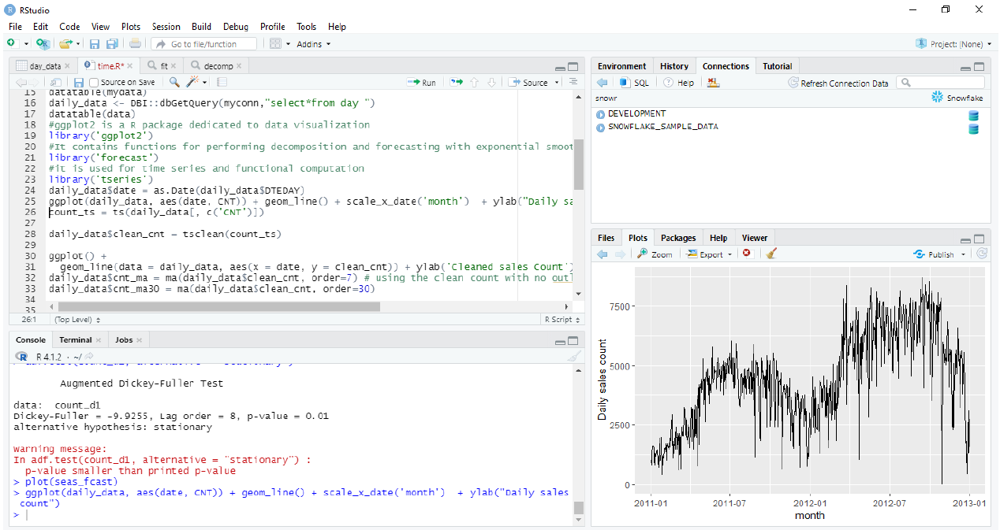 RStudio
File Edit Code View Plots Session Build Debug Profile Tools Help
Go to file/function
Addins
Project: (None)
day_data
time.R*
fit
decomp
Source on Save
Run
Source
15 datatable(mydata)
16 daily_data <- DBI::dbGetQuery(myconn,"select*from day ")
17 datatable(data)
18 #ggplot2 is a R package dedicated to data visualization
19 library('ggplot2')
20 #It contains functions for performing decomposition and forecasting with exponential smoot
21 library('forecast')
22 #it is used for time series and functional computation
23 library('tseries')
24 daily_data$date = as.Date(daily_data$DTEDAY)
25 ggplot(daily_data, aes(date, CNT)) + geom_line() + scale_x_date('month')  + ylab("Daily sa
26 count_ts = ts(daily_data[, c('CNT')])
27
28 daily_data$clean_cnt = tsclean(count_ts)
29
30 ggplot() +
31   geom_line(data = daily_data, aes(x = date, y = clean_cnt)) + ylab('Cleaned sales Count')
32 daily_data$cnt_ma = ma(daily_data$clean_cnt, order=7) # using the clean count with no outl
33 daily_data$cnt_ma30 = ma(daily_data$clean_cnt, order=30)
34
35
26:1
(Top Level)
R Script
Console Terminal Jobs
R 4.1.2 · ~/
Augmented Dickey-Fuller Test
data:  count_d1
Dickey-Fuller = -9.9255, Lag order = 8, p-value = 0.01
alternative hypothesis: stationary
Warning message:
In adf.test(count_d1, alternative = "stationary") :
  p-value smaller than printed p-value
> plot(seas_fcast)
> ggplot(daily_data, aes(date, CNT)) + geom_line() + scale_x_date('month')  + ylab("Daily sales
 count")
>
Environment History Connections Tutorial
SQL
Help
Refresh Connection Data
snowr
Snowflake
DEVELOPMENT
SNOWFLAKE_SAMPLE_DATA
Files Plots Packages Help Viewer
Zoom
Export
Publish
7500
5000
2500
0
Daily sales count
2011-01 2011-07 2012-01 2012-07 2013-01
month